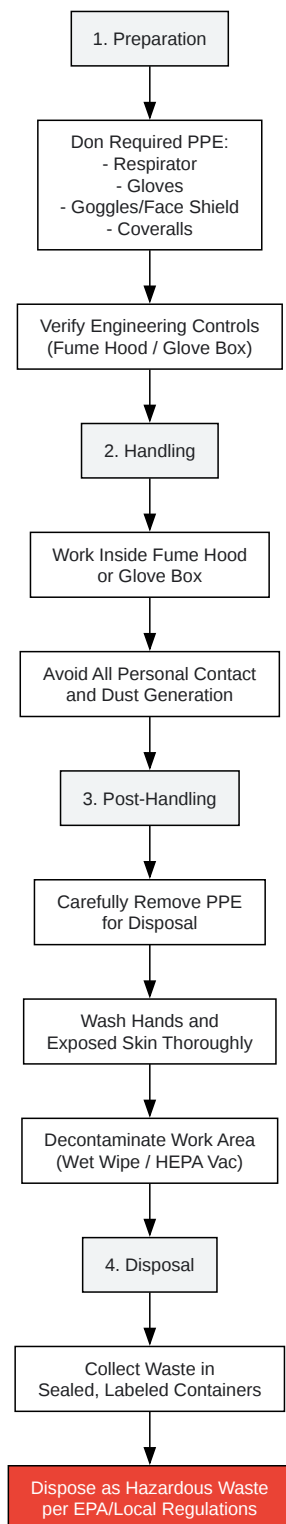 1. Preparation
Don Required PPE:
- Respirator
- Gloves
- Goggles/Face Shield
- Coveralls
Verify Engineering Controls
(Fume Hood / Glove Box)
2. Handling
Work Inside Fume Hood
or Glove Box
Avoid All Personal Contact
and Dust Generation
3. Post-Handling
Carefully Remove PPE
for Disposal
Wash Hands and
Exposed Skin Thoroughly
Decontaminate Work Area
(Wet Wipe / HEPA Vac)
4. Disposal
Collect Waste in
Sealed, Labeled Containers
Dispose as Hazardous Waste
per EPA/Local Regulations